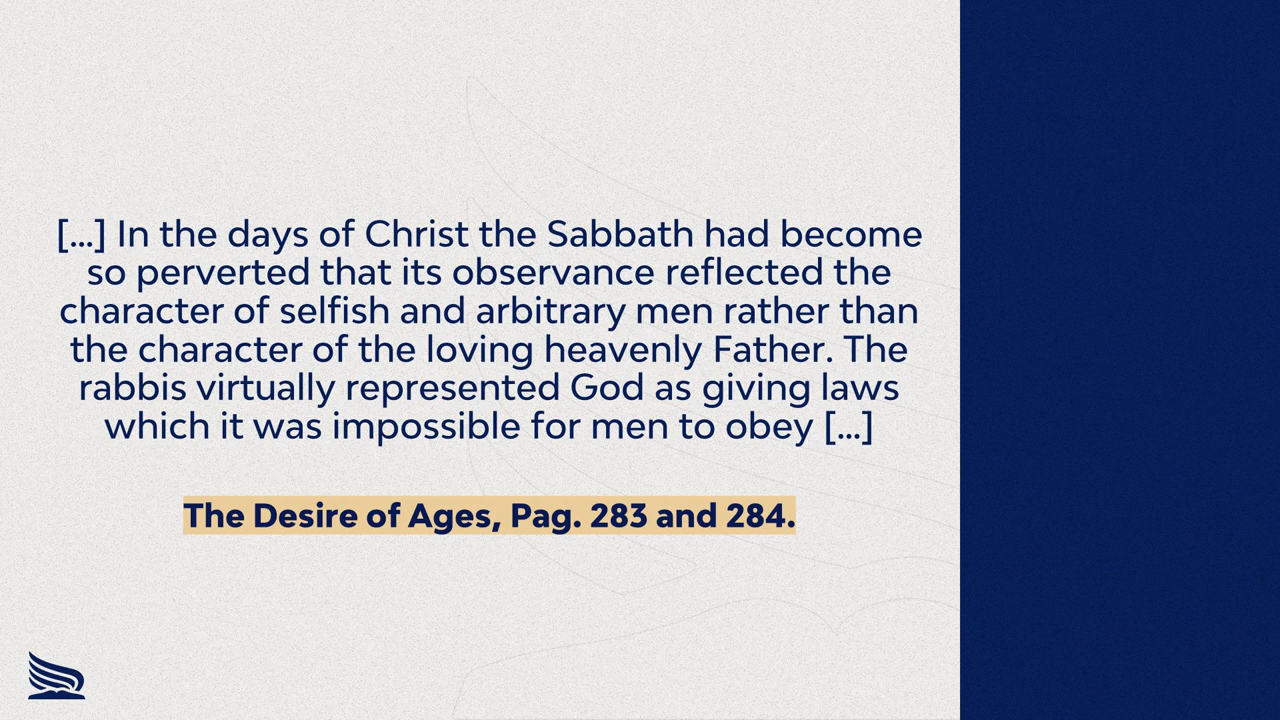 [...] In the days of Christ the Sabbath had become
so perverted that its observance reflected the
character of selfish and arbitrary men rather than
the character of the loving heavenly Father. The
rabbis virtually represented God as giving laws
which it was impossible for men to obey [...]
The Desire of Ages, Pag. 283 and 284.